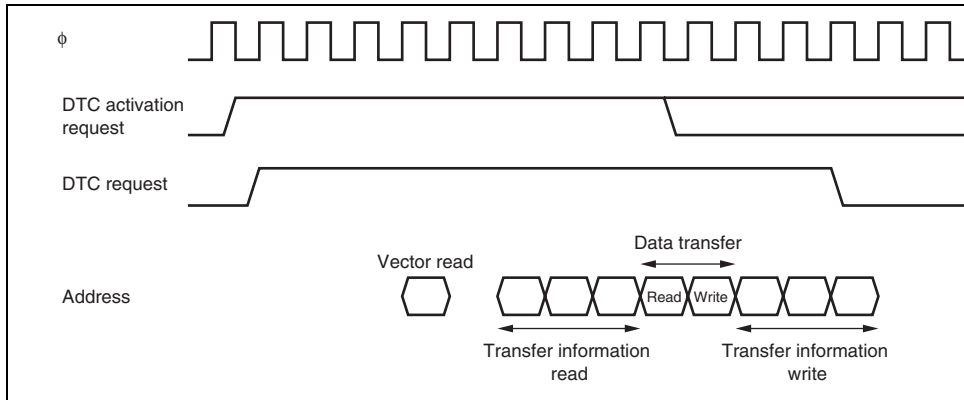 ϕ
DTC activation
request
DTC request
Data transfer
Vector read
Address
Read Write
Transfer information
read
Transfer information
write